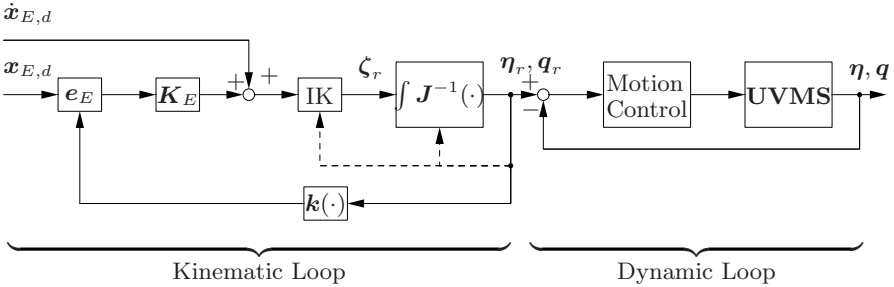 ẋ_{E,d}
x_{E,d}
e_E
K_E
+
+
IK
ζ_r
∫ J^{-1}(·)
η_r, q_r
+
−
Motion
Control
UVMS
η, q
k(·)
Kinematic Loop
Dynamic Loop